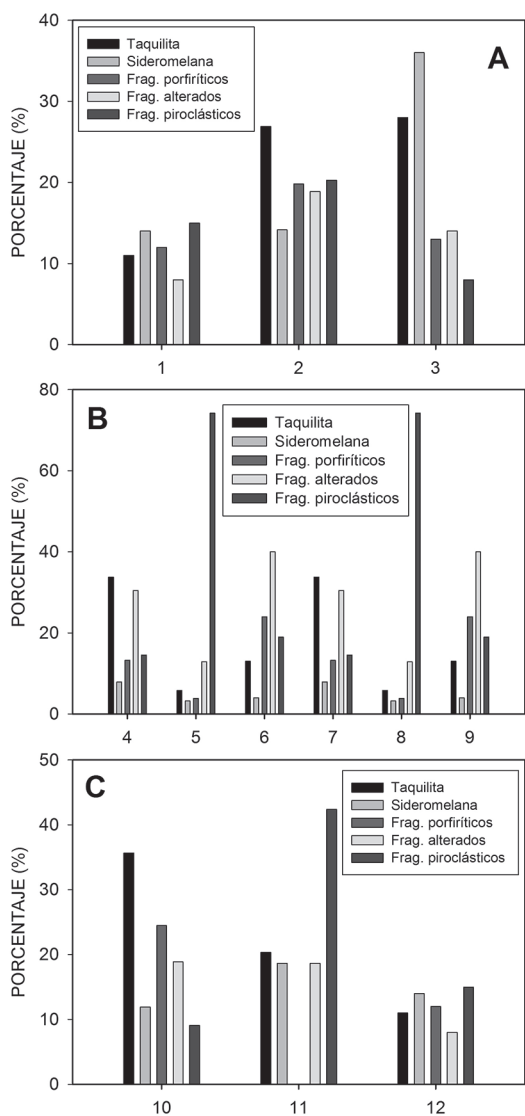 40
30
20
10
0
PORCENTAJE (%)
Taquilita
Sideromelana
Frag. porfiríticos
Frag. alterados
Frag. piroclásticos
A
1 2 3
80
60
40
20
0
PORCENTAJE (%)
B
Taquilita
Sideromelana
Frag. porfiríticos
Frag. alterados
Frag. piroclásticos
4 5 6 7 8 9
50
40
30
20
10
0
PORCENTAJE (%)
C
Taquilita
Sideromelana
Frag. porfiríticos
Frag. alterados
Frag. piroclásticos
10 11 12